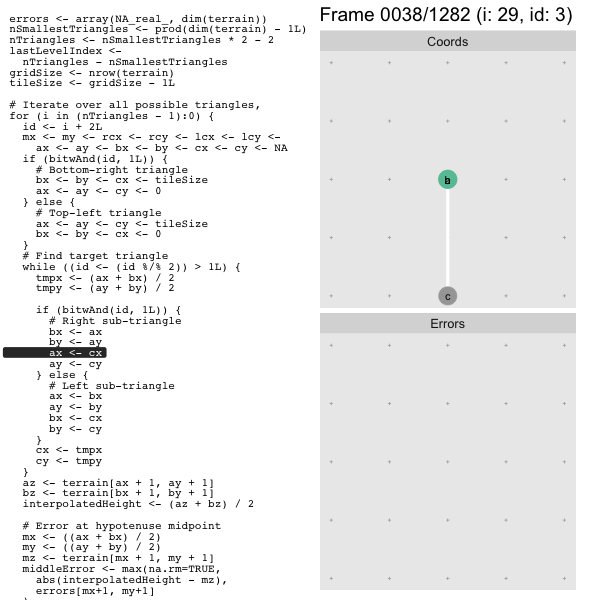 errors <- array(NA_real_, dim(terrain))
nSmallestTriangles <- prod(dim(terrain) - 1L)
nTriangles <- nSmallestTriangles * 2 - 2
lastLevelIndex <-
  nTriangles - nSmallestTriangles
gridSize <- nrow(terrain)
tileSize <- gridSize - 1L

# Iterate over all possible triangles,
for (i in (nTriangles - 1):0) {
  id <- i + 2L
  mx <- my <- rcx <- rcy <- lcx <- lcy <-
    ax <- ay <- bx <- by <- cx <- cy <- NA
  if (bitwAnd(id, 1L)) {
    # Bottom-right triangle
    bx <- by <- cx <- tileSize
    ax <- ay <- cy <- 0
  } else {
    # Top-left triangle
    ax <- ay <- cy <- tileSize
    bx <- by <- cx <- 0
  }
  # Find target triangle
  while ((id <- (id %/% 2)) > 1L) {
    tmpx <- (ax + bx) / 2
    tmpy <- (ay + by) / 2

    if (bitwAnd(id, 1L)) {
      # Right sub-triangle
      bx <- ax
      by <- ay
      ax <- cx
      ay <- cy
    } else {
      # Left sub-triangle
      ax <- bx
      ay <- by
      bx <- cx
      by <- cy
    }
    cx <- tmpx
    cy <- tmpy
  }
  az <- terrain[ax + 1, ay + 1]
  bz <- terrain[bx + 1, by + 1]
  interpolatedHeight <- (az + bz) / 2

  # Error at hypotenuse midpoint
  mx <- ((ax + bx) / 2)
  my <- ((ay + by) / 2)
  mz <- terrain[mx + 1, my + 1]
  middleError <- max(na.rm=TRUE,
    abs(interpolatedHeight - mz),
    errors[mx+1, my+1]
Frame 0038/1282 (i: 29, id: 3)
Coords
c
Errors